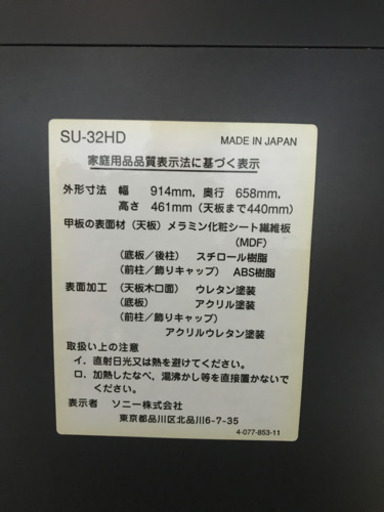 SU-32HD MADE IN JAPAN
家庭用品品質表示法に基づく表示
外形寸法 幅 914mm, 奥行 658mm,
高さ 461mm（天板まで440mm）
甲板の表面材（天板）メラミン化粧シート繊維板
(MDF)
（底板／後柱） スチロール樹脂
（前柱／飾りキャップ） ABS樹脂
表面加工（天板木口面） ウレタン塗装
（底板） アクリル塗装
（前柱／飾りキャップ）
アクリルウレタン塗装
取扱い上の注意
イ．直射日光又は熱を避けてください。
ロ．加熱したなべ、湯沸かし等を直接置かないで
ください。
表示者 ソニー株式会社
東京都品川区北品川6-7-35
4-077-853-11